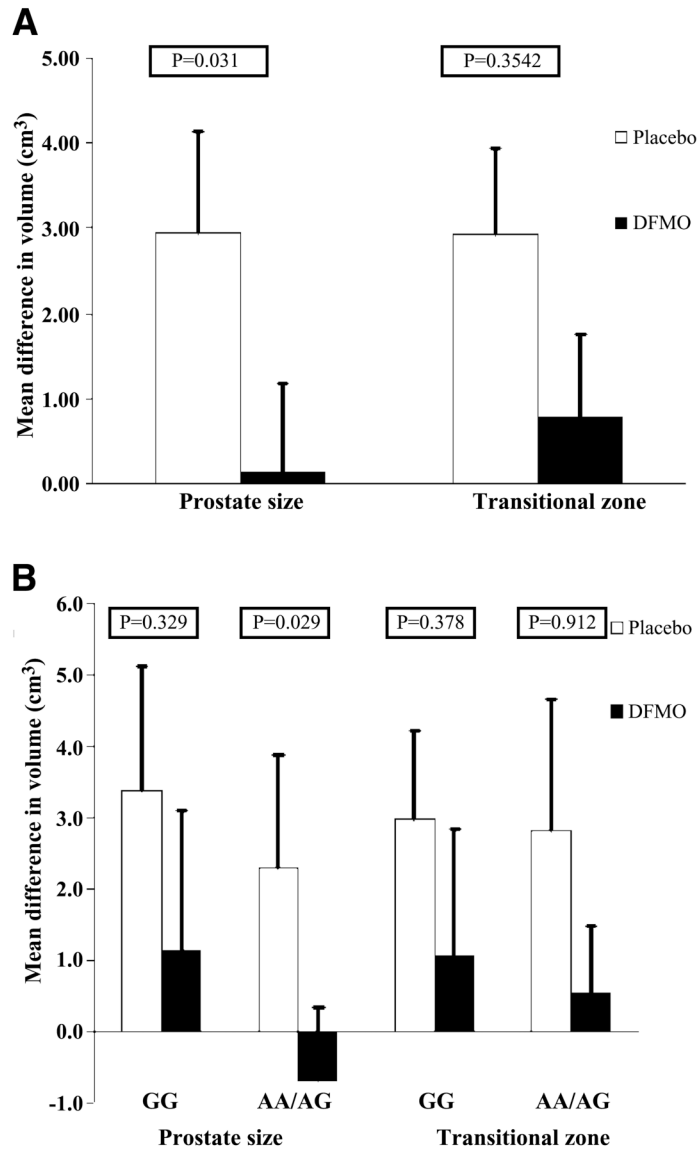 A
P=0.031
P=0.3542
5.00
4.00
3.00
2.00
1.00
0.00
Mean difference in volume (cm³)
Placebo
DFMO
Prostate size
Transitional zone
B
P=0.329
P=0.029
P=0.378
P=0.912
6.0
5.0
4.0
3.0
2.0
1.0
0.0
-1.0
Mean difference in volume (cm³)
Placebo
DFMO
GG
AA/AG
GG
AA/AG
Prostate size
Transitional zone